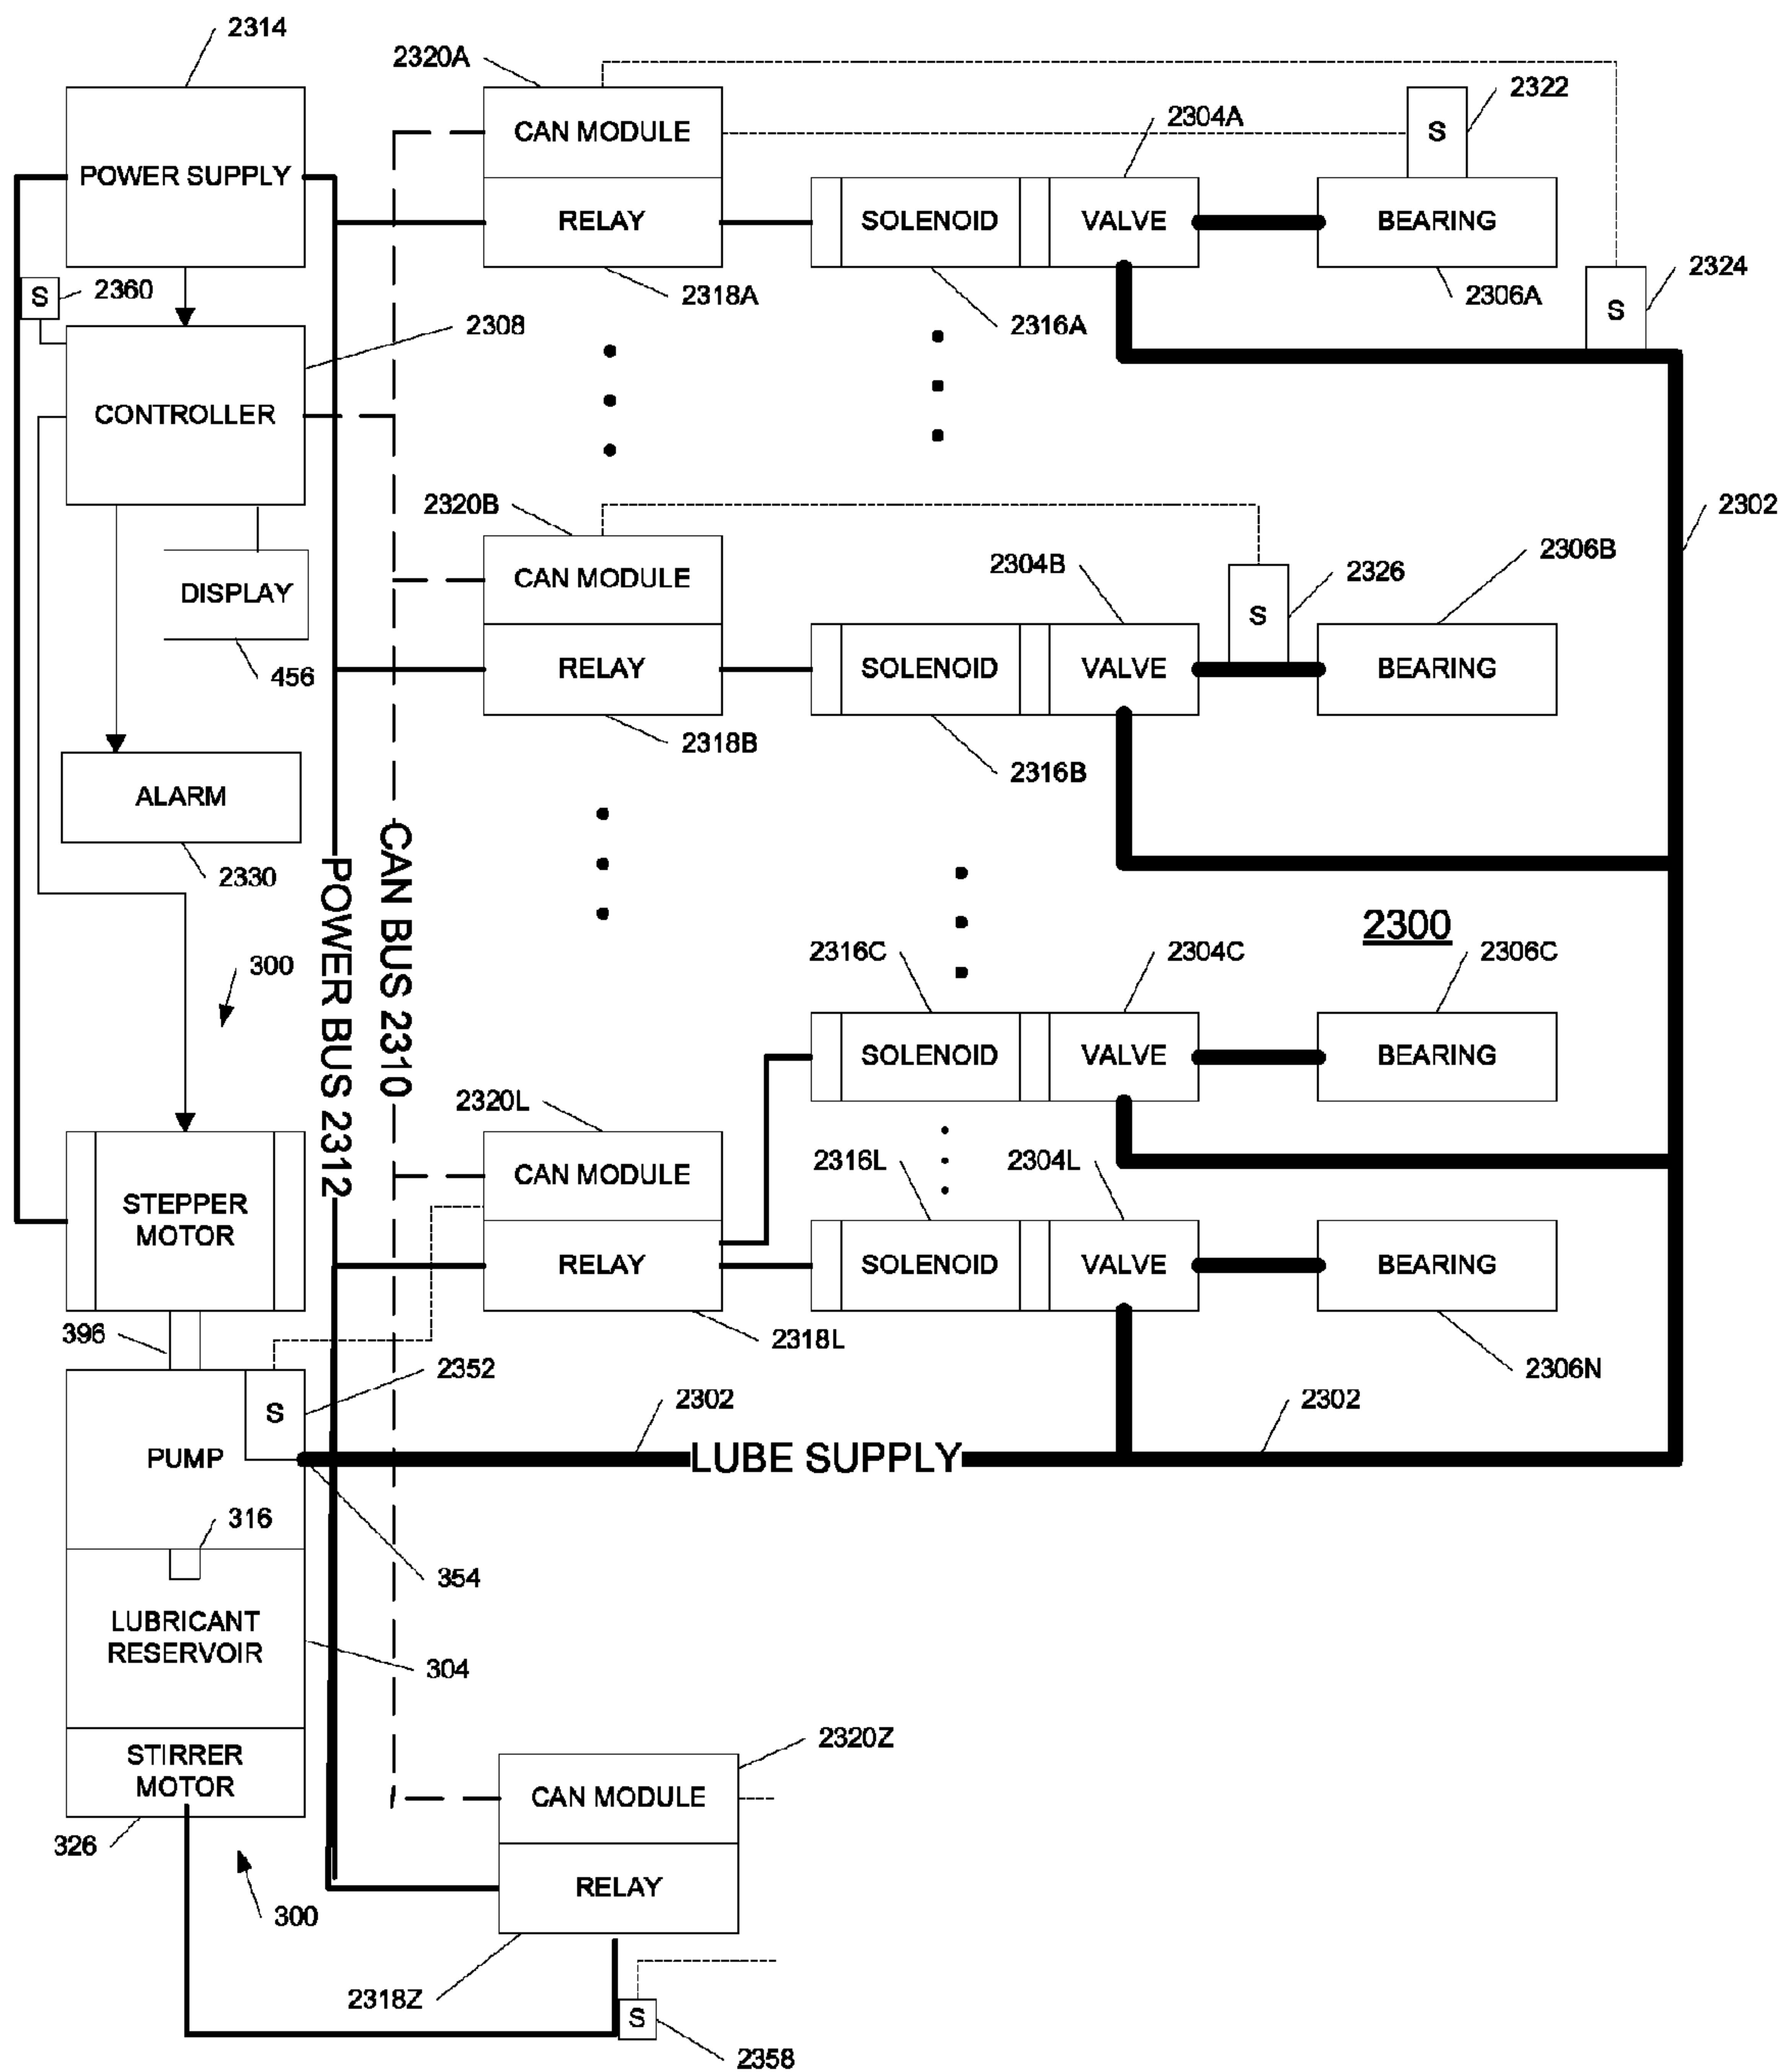 2314
2320A
2322
CAN MODULE
S
2304A
POWER SUPPLY
RELAY
SOLENOID
VALVE
BEARING
2324
S
2360
2318A
2316A
2306A
S
2308
CONTROLLER
2320B
2302
CAN MODULE
2304B
2326
2306B
DISPLAY
S
456
RELAY
SOLENOID
VALVE
BEARING
2318B
2316B
ALARM
2330
CAN BUS 2310
POWER BUS 2312
2300
300
2316C
2304C
2306C
SOLENOID
VALVE
BEARING
2320L
CAN MODULE
2316L
2304L
STEPPER
MOTOR
RELAY
SOLENOID
VALVE
BEARING
396
2318L
2352
2306N
S
2302
2302
PUMP
LUBE SUPPLY
316
354
LUBRICANT
RESERVOIR
304
2320Z
STIRRER
MOTOR
CAN MODULE
326
RELAY
300
2318Z
S
2358